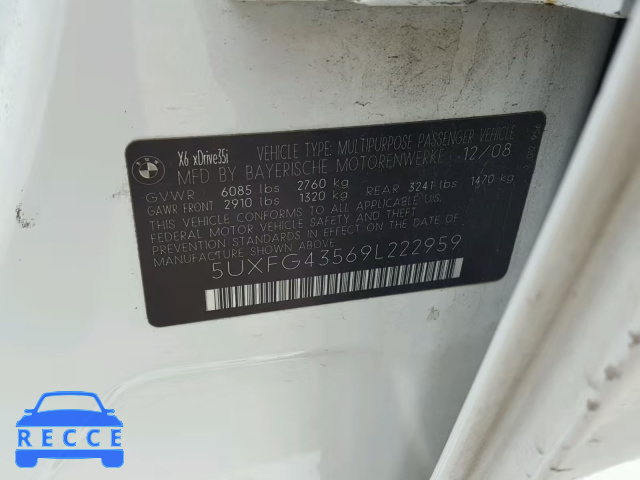 BMW
X6 xDrive35i
VEHICLE TYPE: MULTIPURPOSE PASSENGER VEHICLE
MFD BY BAYERISCHE MOTORENWERKE 12/08
GVWR 6085 lbs 2760 kg
GAWR FRONT 2910 lbs 1320 kg REAR 3241 lbs 1470 kg
THIS VEHICLE CONFORMS TO ALL APPLICABLE
FEDERAL MOTOR VEHICLE SAFETY AND THEFT
PREVENTION STANDARDS IN EFFECT ON THE
DATE OF MANUFACTURE SHOWN ABOVE.
5UXFG43569L222959
RECCE